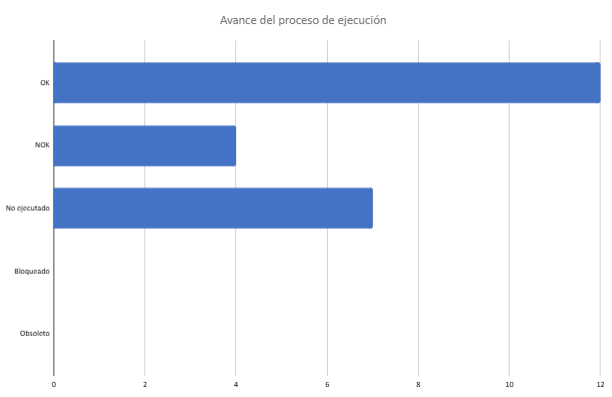 Avance del proceso de ejecución
OK
NOK
No ejecutado
Bloqueado
Obsoleto
0 2 4 6 8 10 12